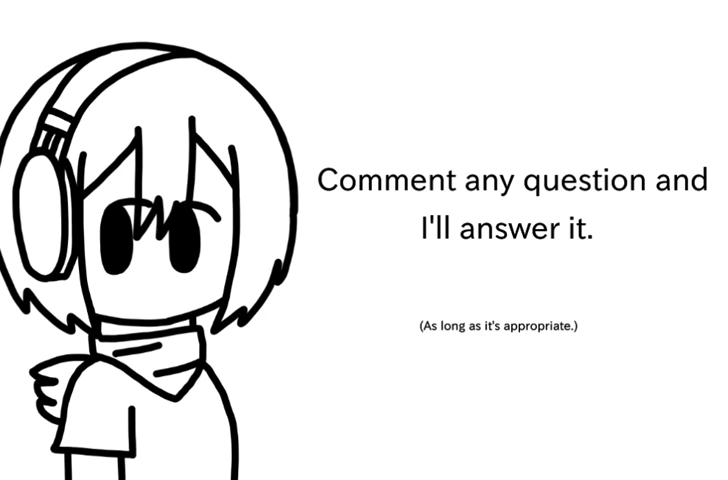 Comment any question and
I'll answer it.
(As long as it's appropriate.)